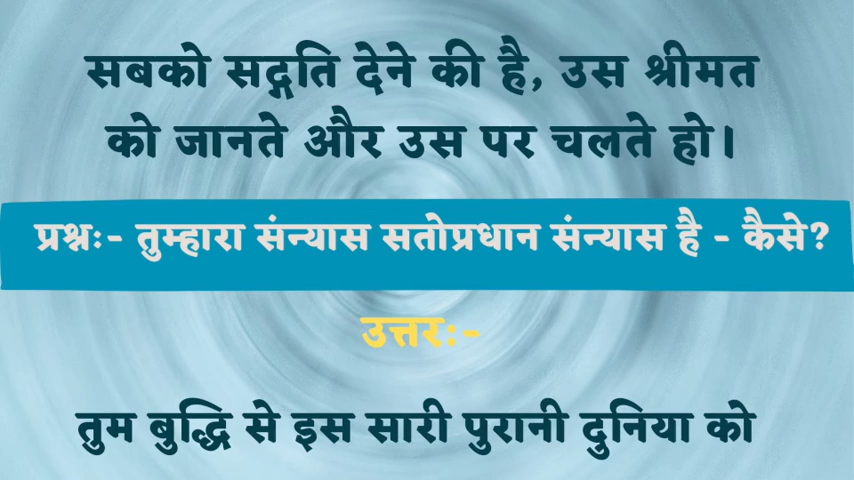 सबको सद्गति देने की है, उस श्रीमत
को जानते और उस पर चलते हो।
प्रश्नः- तुम्हारा संन्यास सतोप्रधान संन्यास है - कैसे?
उत्तरः-
तुम बुद्धि से इस सारी पुरानी दुनिया को